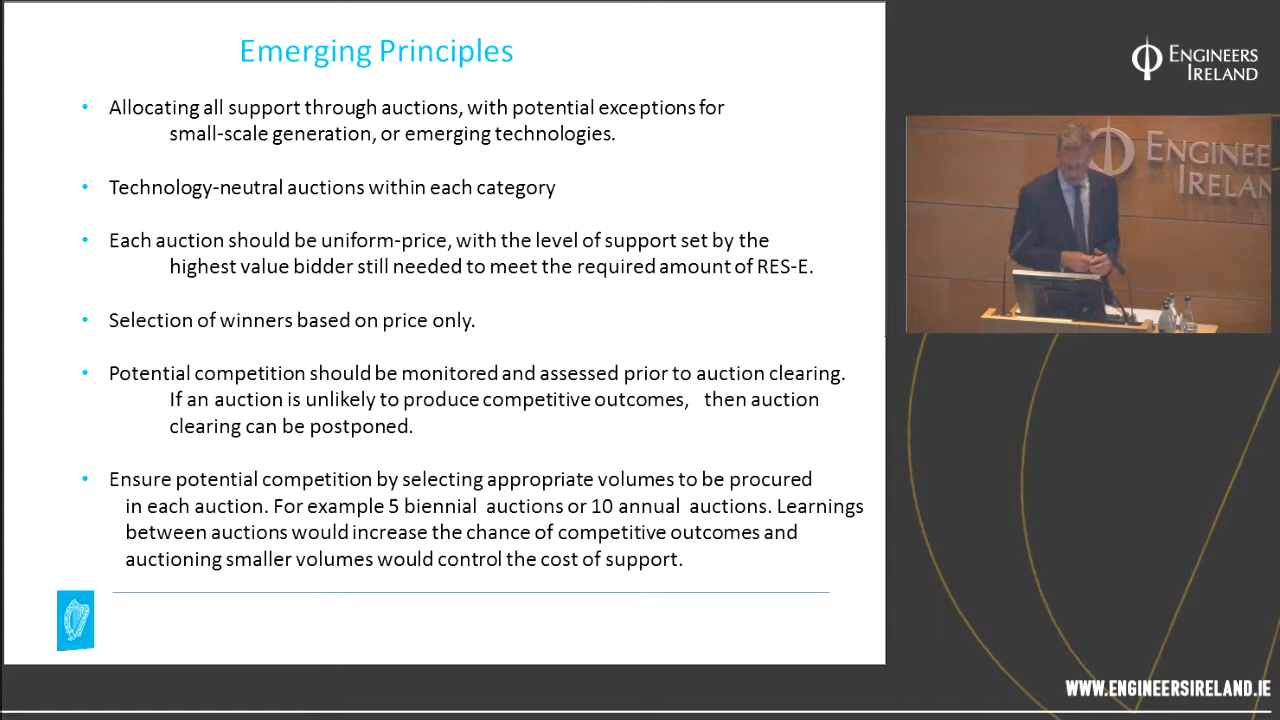 Emerging Principles
• Allocating all support through auctions, with potential exceptions for
small-scale generation, or emerging technologies.
• Technology-neutral auctions within each category
• Each auction should be uniform-price, with the level of support set by the
highest value bidder still needed to meet the required amount of RES-E.
• Selection of winners based on price only.
• Potential competition should be monitored and assessed prior to auction clearing.
If an auction is unlikely to produce competitive outcomes, then auction
clearing can be postponed.
• Ensure potential competition by selecting appropriate volumes to be procured
in each auction. For example 5 biennial auctions or 10 annual auctions. Learnings
between auctions would increase the chance of competitive outcomes and
auctioning smaller volumes would control the cost of support.
ENGINEERS
IRELAND
ENGINEE
IRELAN
WWW.ENGINEERSIRELAND.IE